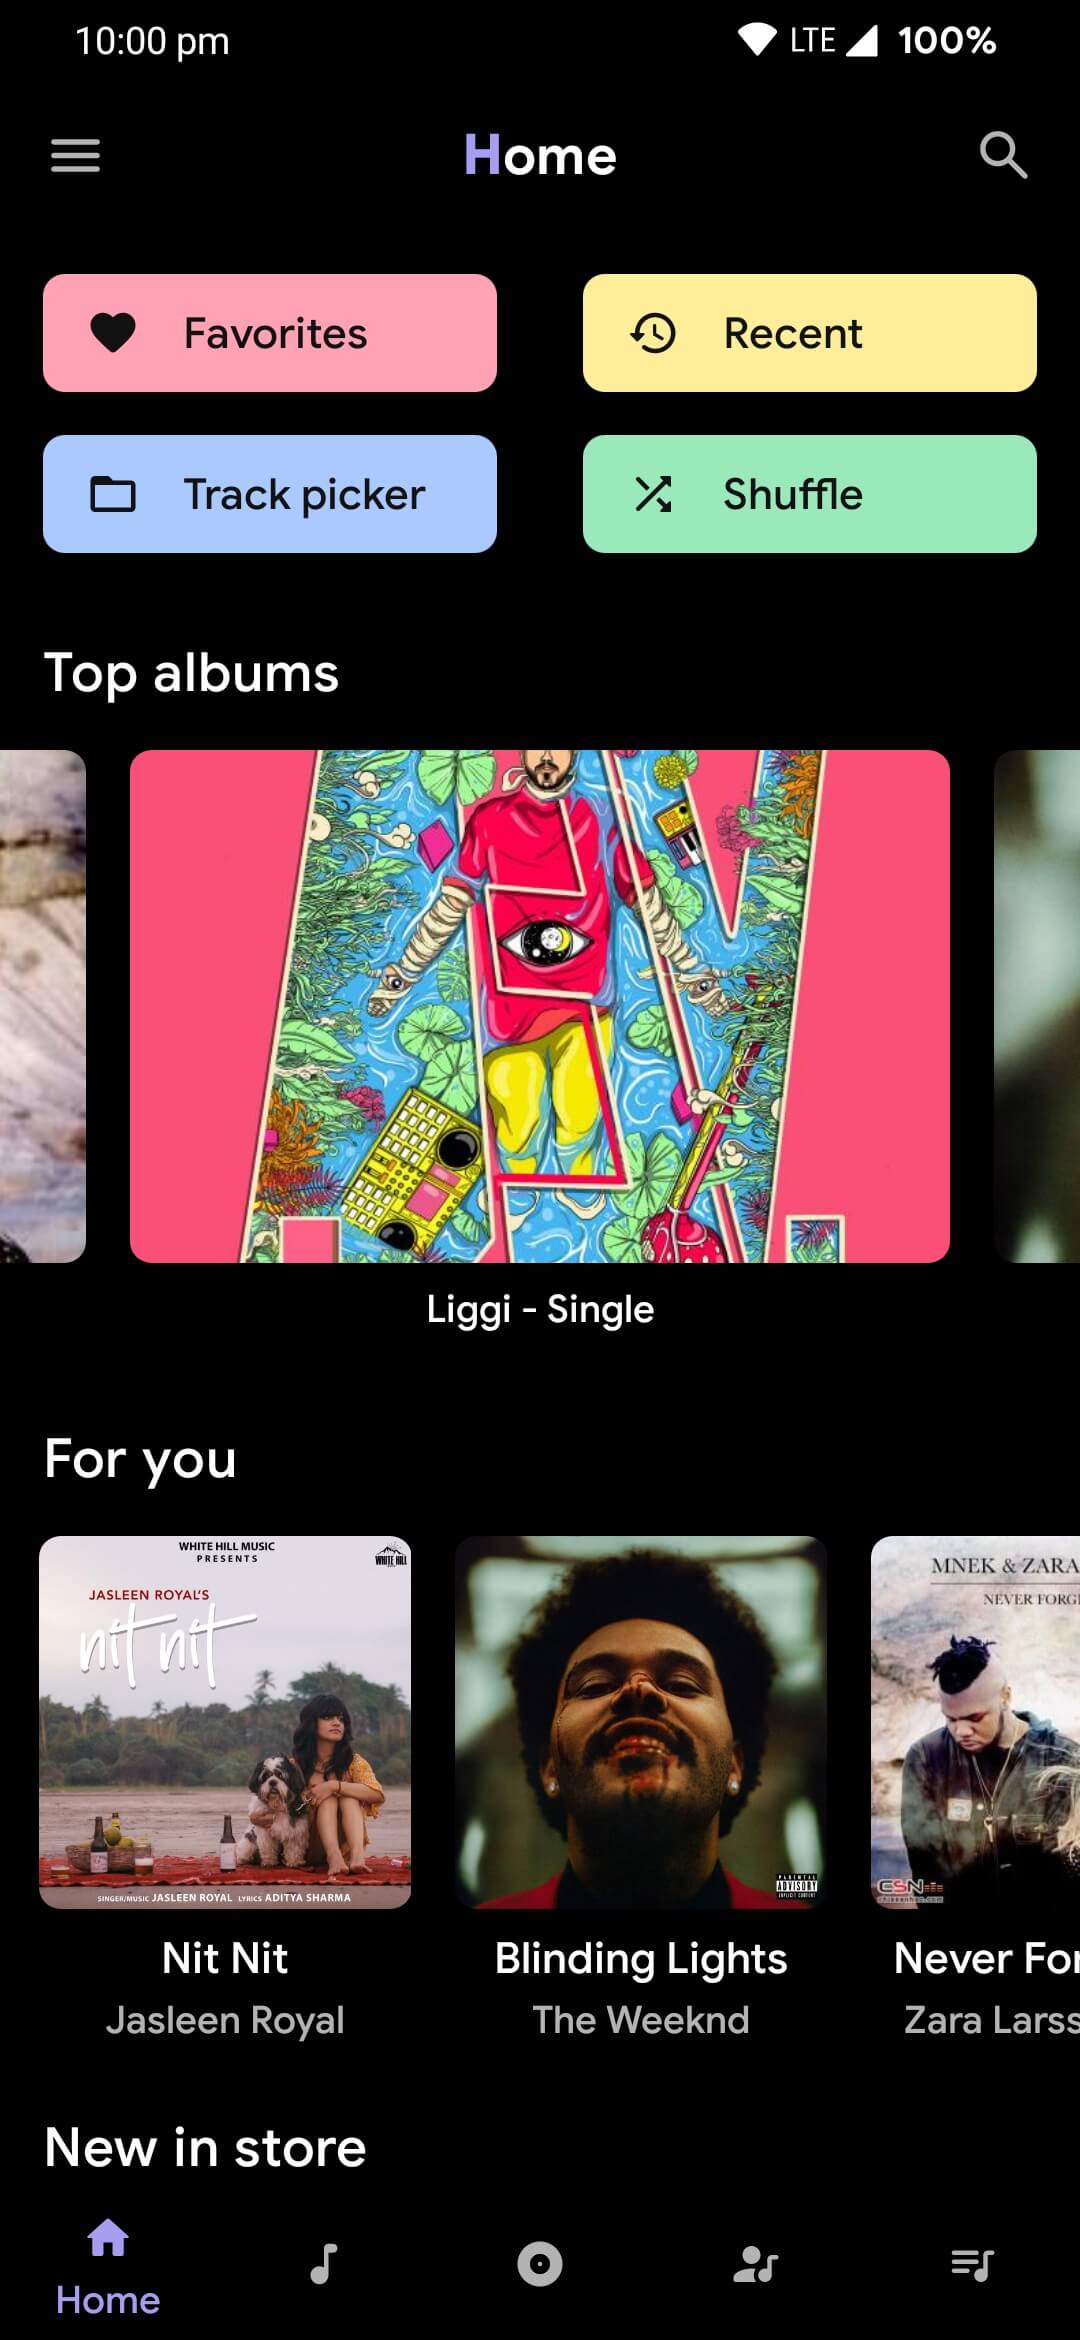 10:00 pm LTE 100%
Home
Favorites Recent
Track picker Shuffle
Top albums
Liggi - Single
For you
WHITE HILL MUSIC
PRESENTS
WHITE HILL
JASLEEN ROYAL'S
nit nit
SINGER/MUSIC JASLEEN ROYAL LYRICS ADITYA SHARMA
PARENTAL
ADVISORY
EXPLICIT CONTENT
MNEK & ZARA
NEVER FORG
CSN
Nit Nit Blinding Lights Never For
Jasleen Royal The Weeknd Zara Larss
New in store
Home